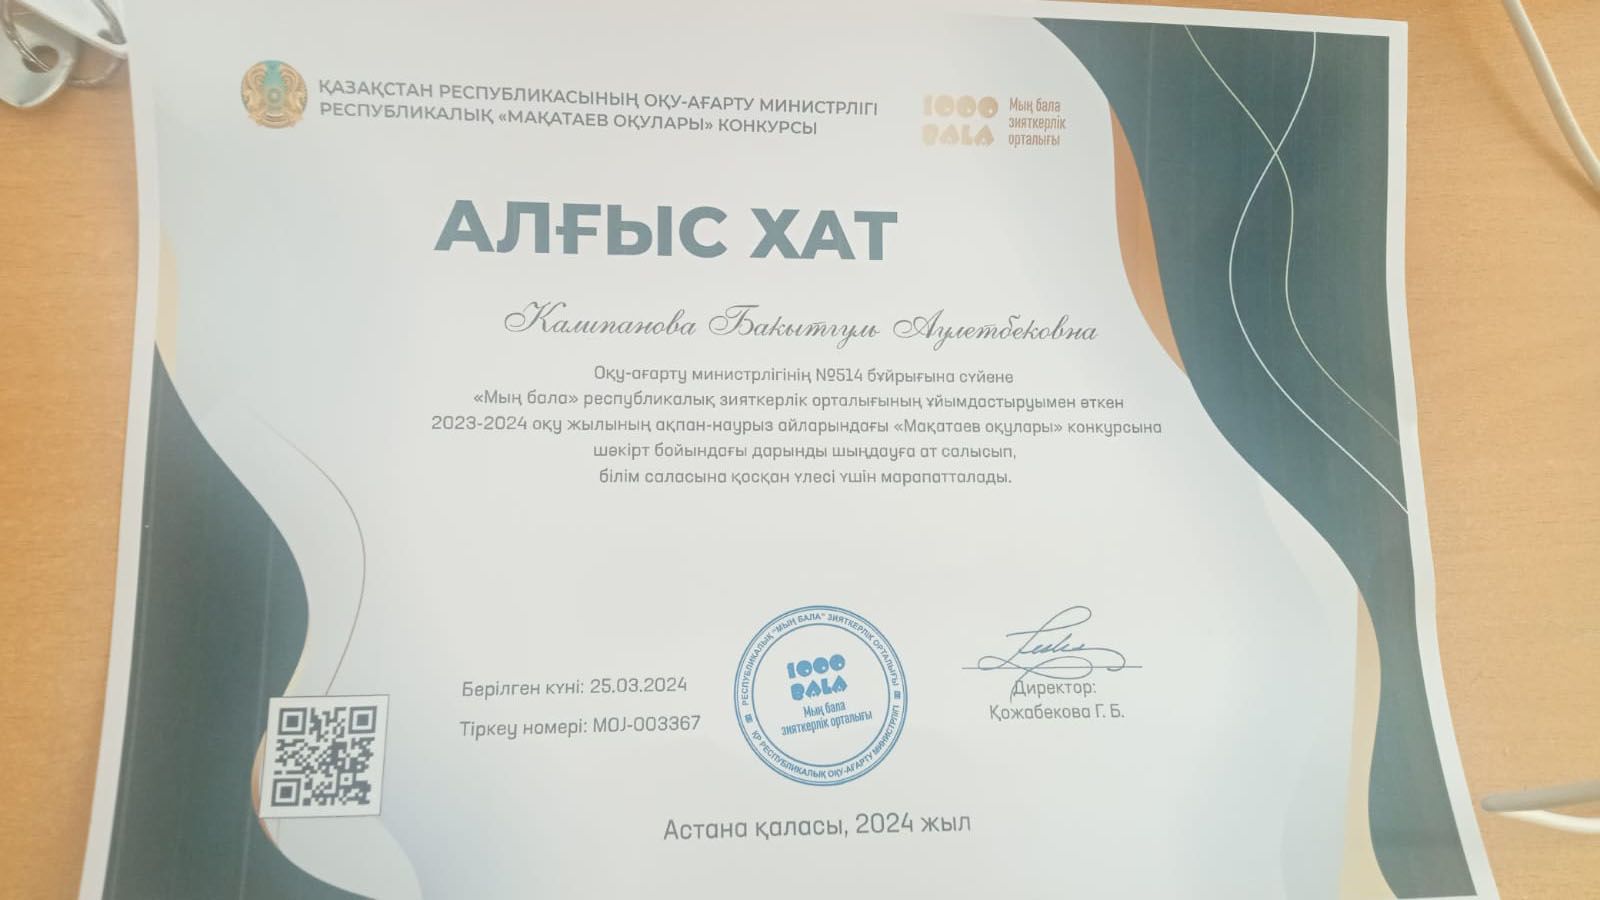 ҚАЗАҚСТАН РЕСПУБЛИКАСЫНЫҢ ОҚУ-АҒАРТУ МИНИСТРЛІГІ
РЕСПУБЛИКАЛЫҚ «МАҚАТАЕВ ОҚУЛАРЫ» КОНКУРСЫ
1000 BALA
Мың бала
зияткерлік
орталығы
АЛҒЫС ХАТ
Калипанова Бакытгуль Аулетбековна
Оқу-ағарту министрлігінің №514 бұйрығына сүйене
«Мың бала» республикалық зияткерлік орталығының ұйымдастыруымен өткен
2023-2024 оқу жылының ақпан-наурыз айларындағы «Мақатаев оқулары» конкурсына
шәкірт бойындағы дарынды шыңдауға ат салысып,
білім саласына қосқан үлесі үшін марапатталады.
Берілген күні: 25.03.2024
Тіркеу номері: MOJ-003367
РЕСПУБЛИКАЛЫҚ "МЫҢ БАЛА" ЗИЯТКЕРЛІК ОРТАЛЫҒЫ
1000
BALA
Мың бала
зияткерлік орталығы
ҚР РЕСПУБЛИКАЛЫҚ ОҚУ-АҒАРТУ МИНИСТРЛІГІ
Директор:
Қожабекова Г. Б.
Астана қаласы, 2024 жыл